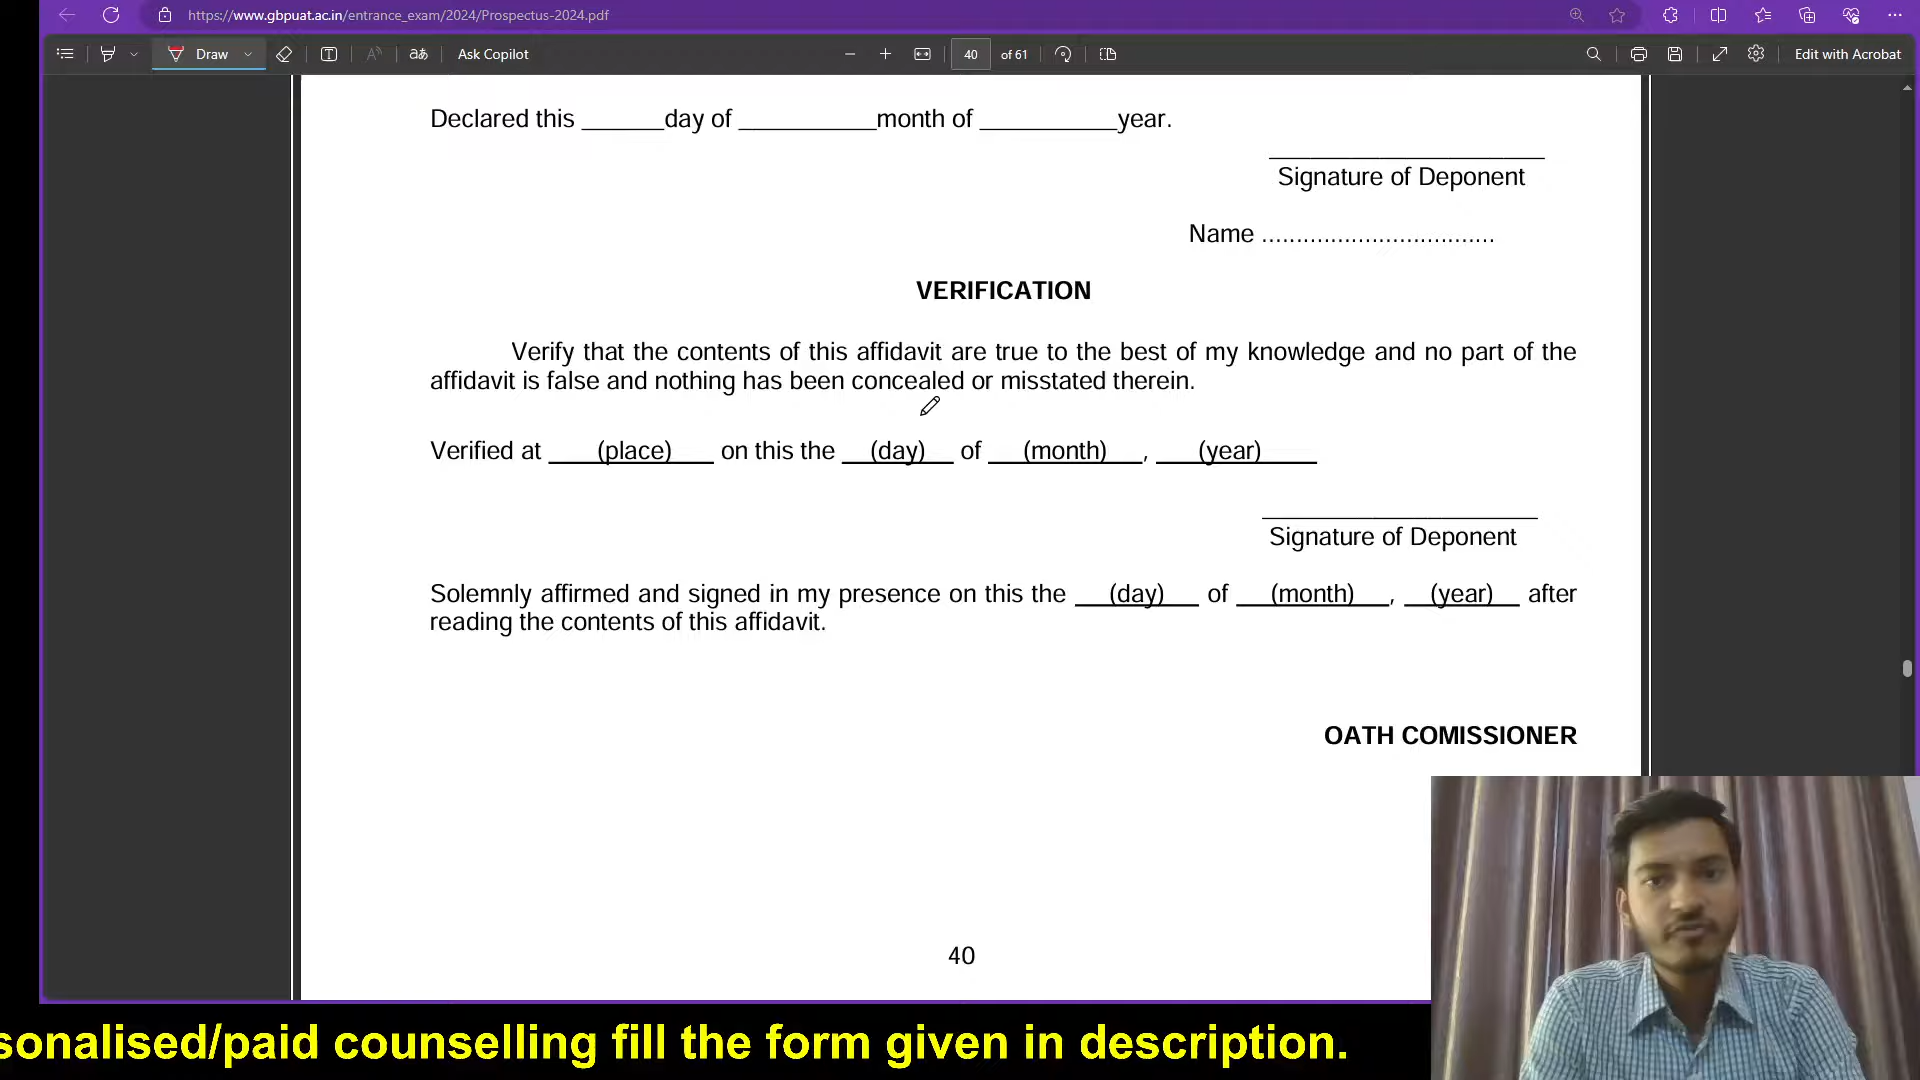 https://www.gbpuat.ac.in/entrance_exam/2024/Prospectus-2024.pdf
Draw
Ask Copilot
40
of 61
Edit with Acrobat
Declared this ______day of __________month of __________year.
Signature of Deponent
Name ..................................
VERIFICATION
Verify that the contents of this affidavit are true to the best of my knowledge and no part of the
affidavit is false and nothing has been concealed or misstated therein.
Verified at ____(place)___ on this the __(day)__ of __(month)__, ___(year)____
Signature of Deponent
Solemnly affirmed and signed in my presence on this the __(day)__ of __(month)__, __(year)__ after
reading the contents of this affidavit.
OATH COMISSIONER
40
sonalised/paid counselling fill the form given in description.